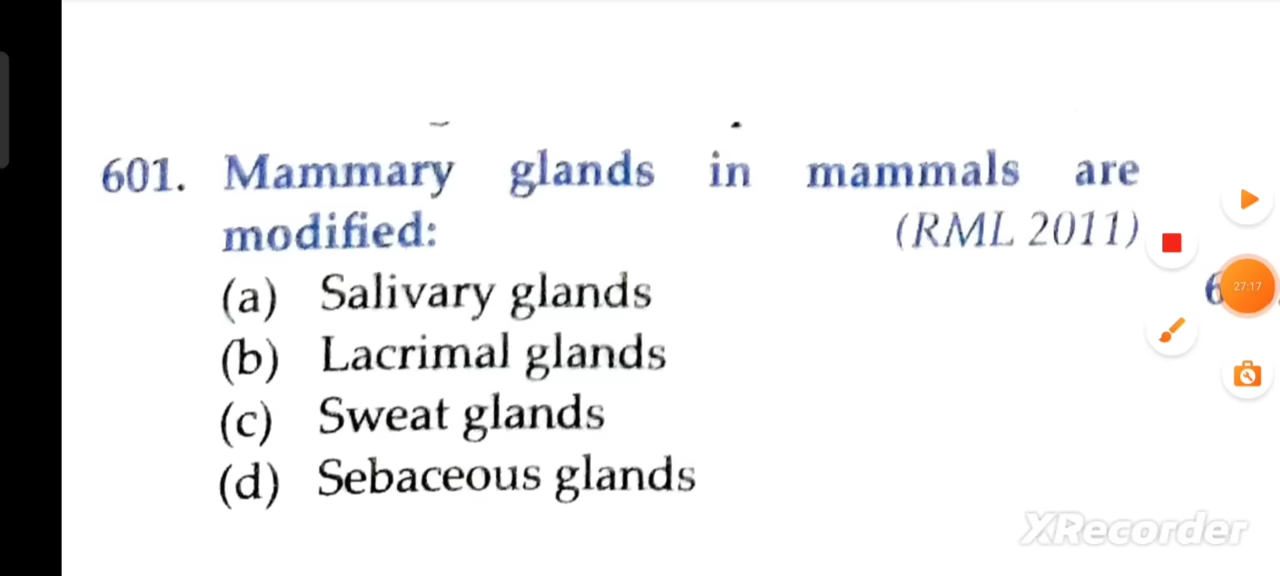 601. Mammary glands in mammals are
modified: (RML 2011)
(a) Salivary glands
(b) Lacrimal glands
(c) Sweat glands
(d) Sebaceous glands
6
27:17
XRecorder